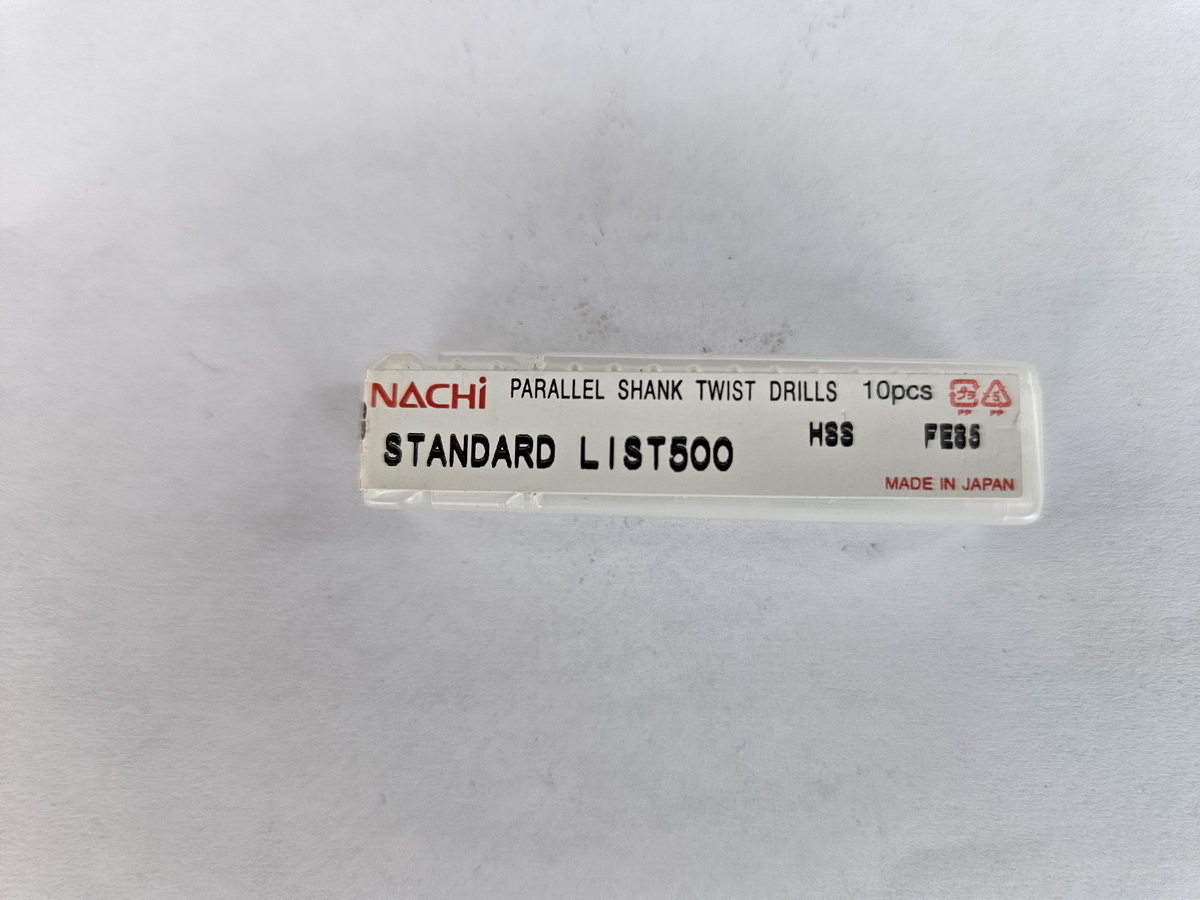 NACHi PARALLEL SHANK TWIST DRILLS 10pcs
STANDARD LIST500 HSS FE85
MADE IN JAPAN